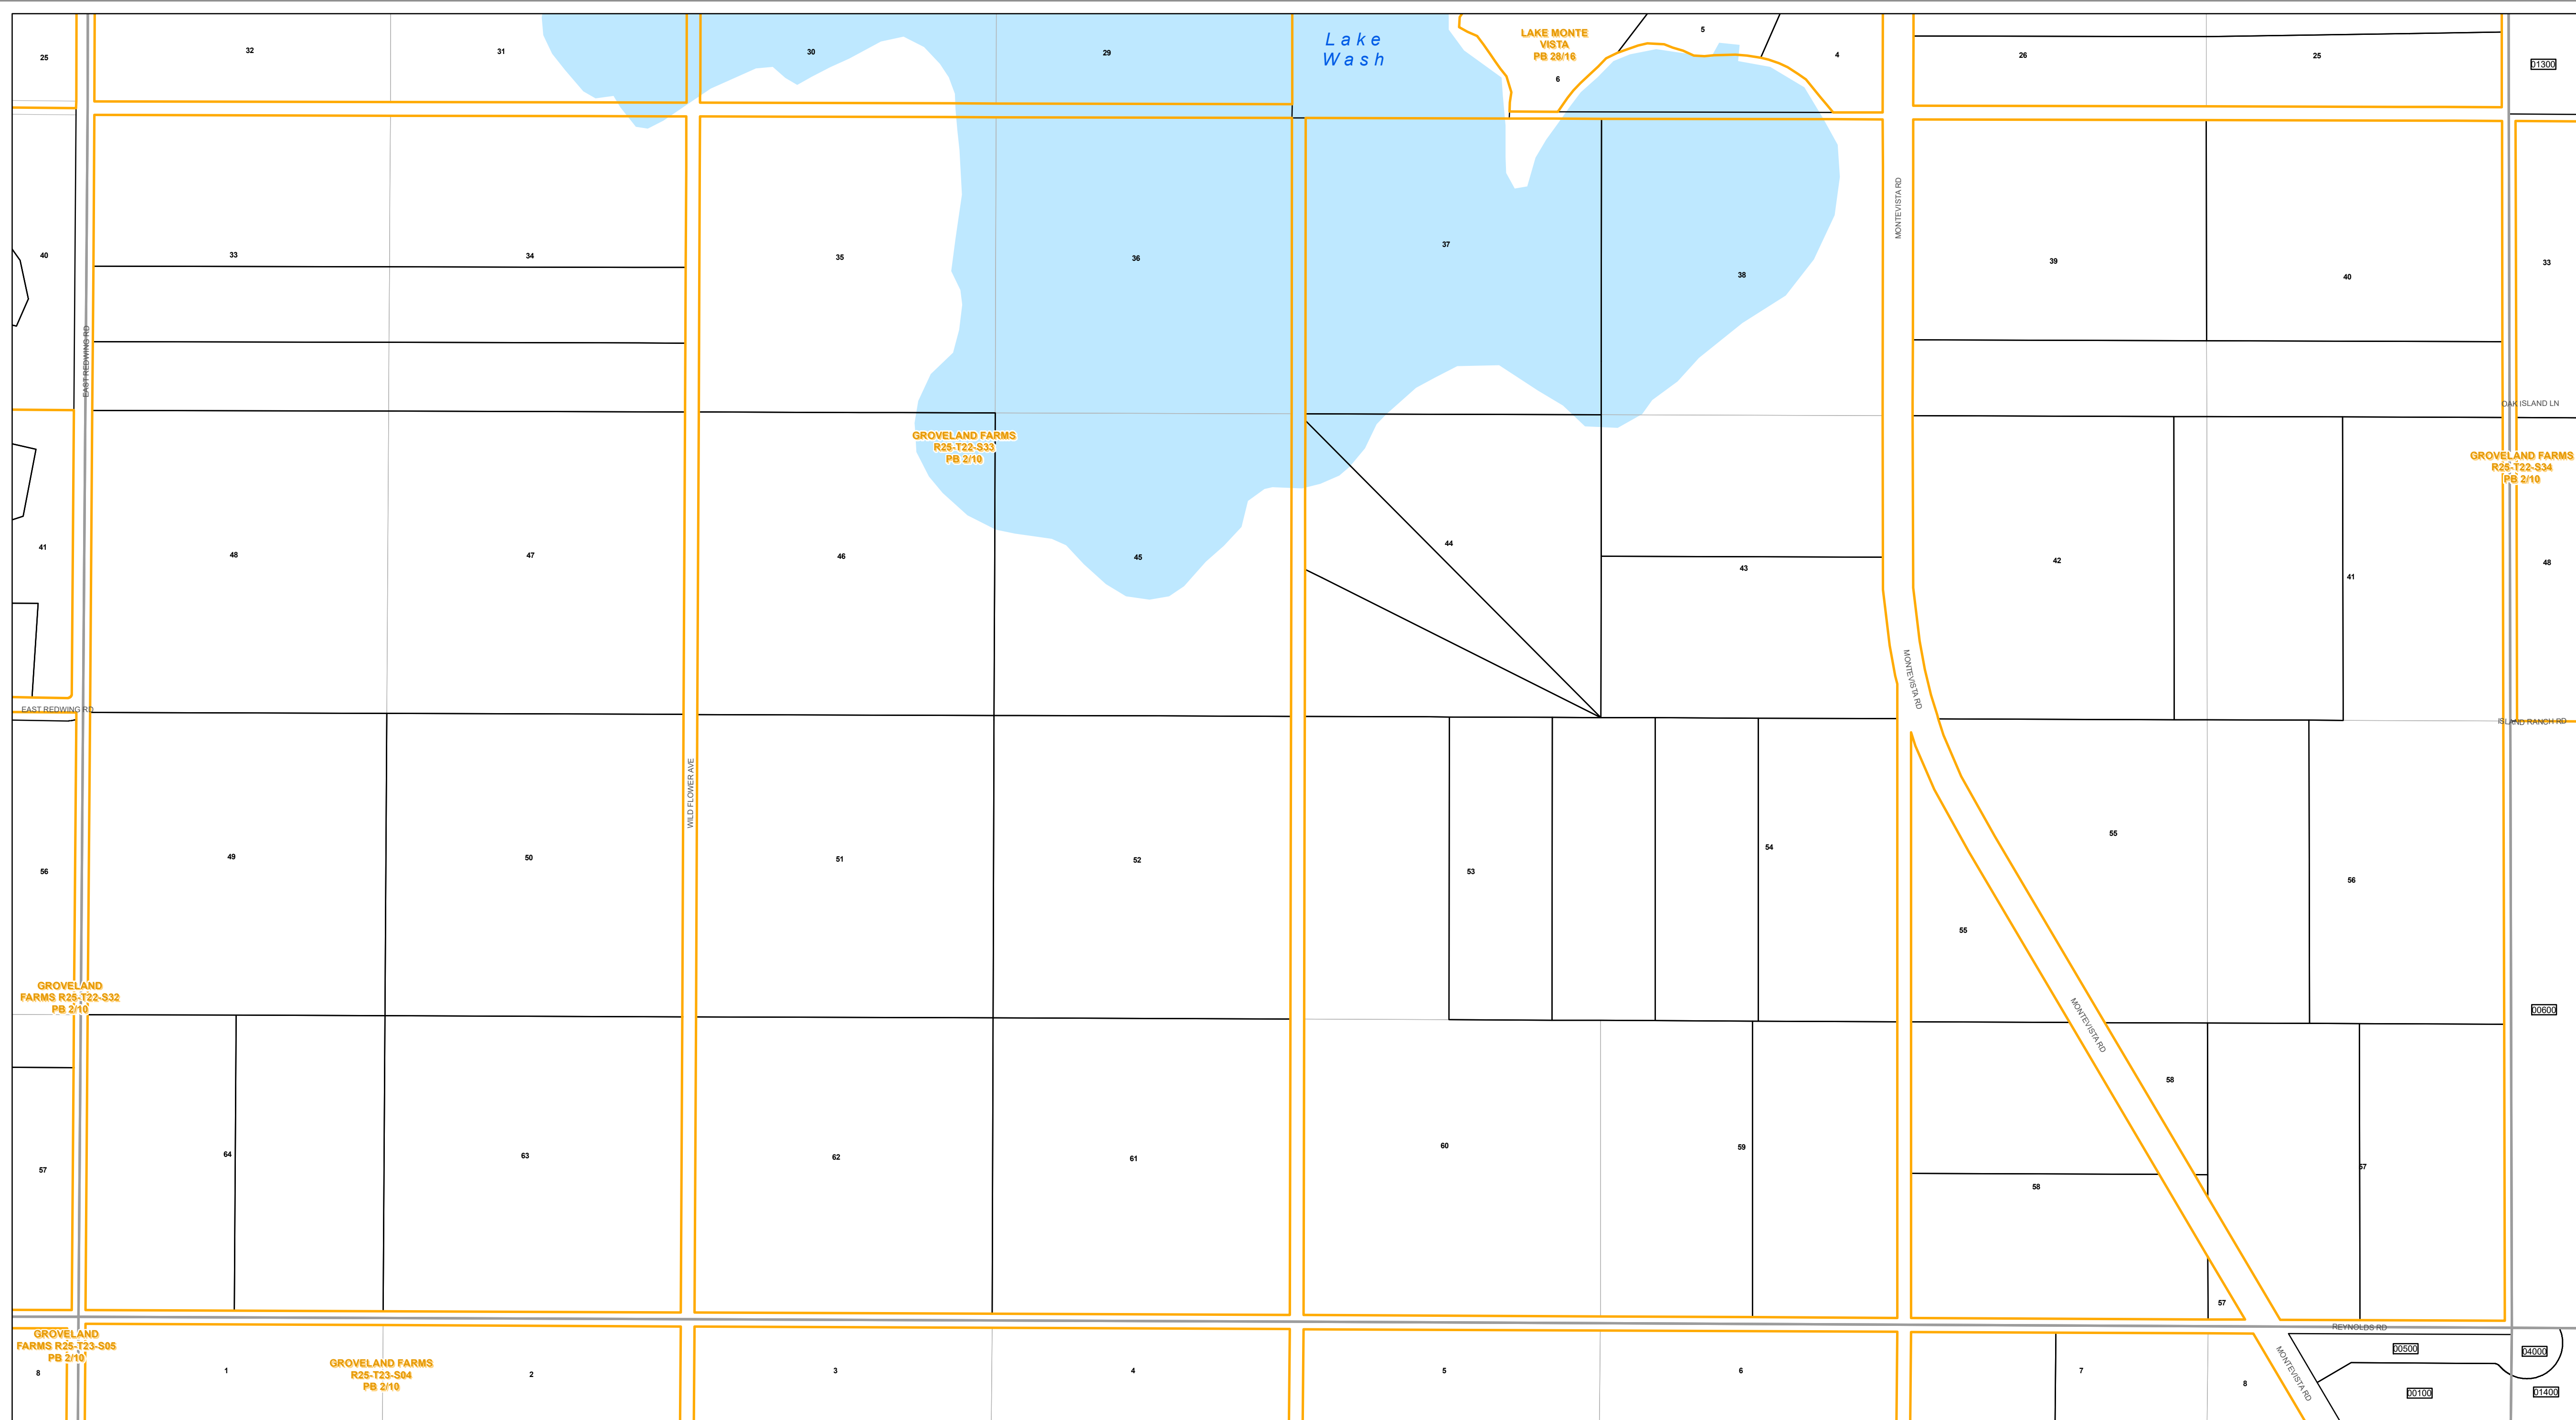 25
32
31
30
29
Lake
Wash
LAKE MONTE
VISTA
PB 28/16
6
5
4
26
25
01300
40
33
34
35
36
37
38
MONTEVISTA RD
39
40
33
EAST REDWING RD
OAK ISLAND LN
GROVELAND FARMS
R25-T22-S33
PB 2/10
GROVELAND FARMS
R25-T22-S34
PB 2/10
41
48
47
46
45
44
43
42
41
48
MONTEVISTA RD
EAST REDWING RD
ISLAND RANCH RD
WILD FLOWER AVE
56
49
50
51
52
53
54
55
55
56
GROVELAND
FARMS R25-T22-S32
PB 2/10
00600
MONTEVISTA RD
57
64
63
62
61
60
59
58
58
57
57
REYNOLDS RD
GROVELAND
FARMS R25-T23-S05
PB 2/10
8
1
GROVELAND FARMS
R25-T23-S04
PB 2/10
2
3
4
5
6
7
8
MONTEVISTA RD
00500
04000
00100
01400